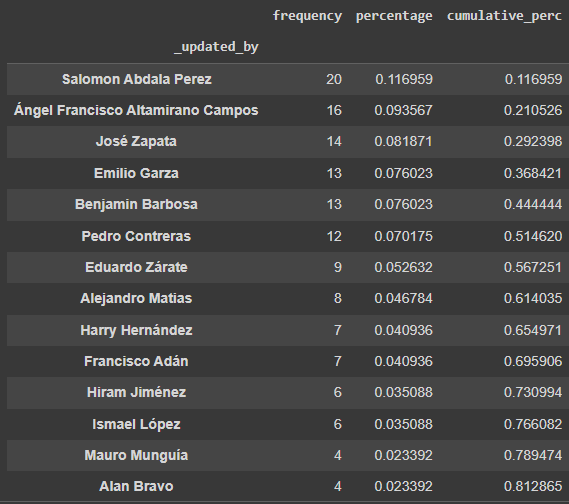 frequency percentage cumulative_perc
_updated_by
Salomon Abdala Perez 20 0.116959 0.116959
Ángel Francisco Altamirano Campos 16 0.093567 0.210526
José Zapata 14 0.081871 0.292398
Emilio Garza 13 0.076023 0.368421
Benjamin Barbosa 13 0.076023 0.444444
Pedro Contreras 12 0.070175 0.514620
Eduardo Zárate 9 0.052632 0.567251
Alejandro Matias 8 0.046784 0.614035
Harry Hernández 7 0.040936 0.654971
Francisco Adán 7 0.040936 0.695906
Hiram Jiménez 6 0.035088 0.730994
Ismael López 6 0.035088 0.766082
Mauro Munguía 4 0.023392 0.789474
Alan Bravo 4 0.023392 0.812865